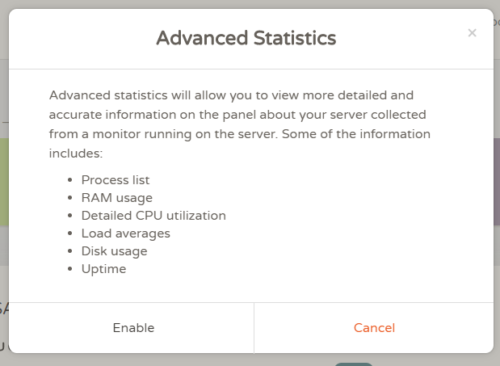 Advanced Statistics
×
Advanced statistics will allow you to view more detailed and
accurate information on the panel about your server collected
from a monitor running on the server. Some of the information
includes:
• Process list
• RAM usage
• Detailed CPU utilization
• Load averages
• Disk usage
• Uptime
Enable
Cancel